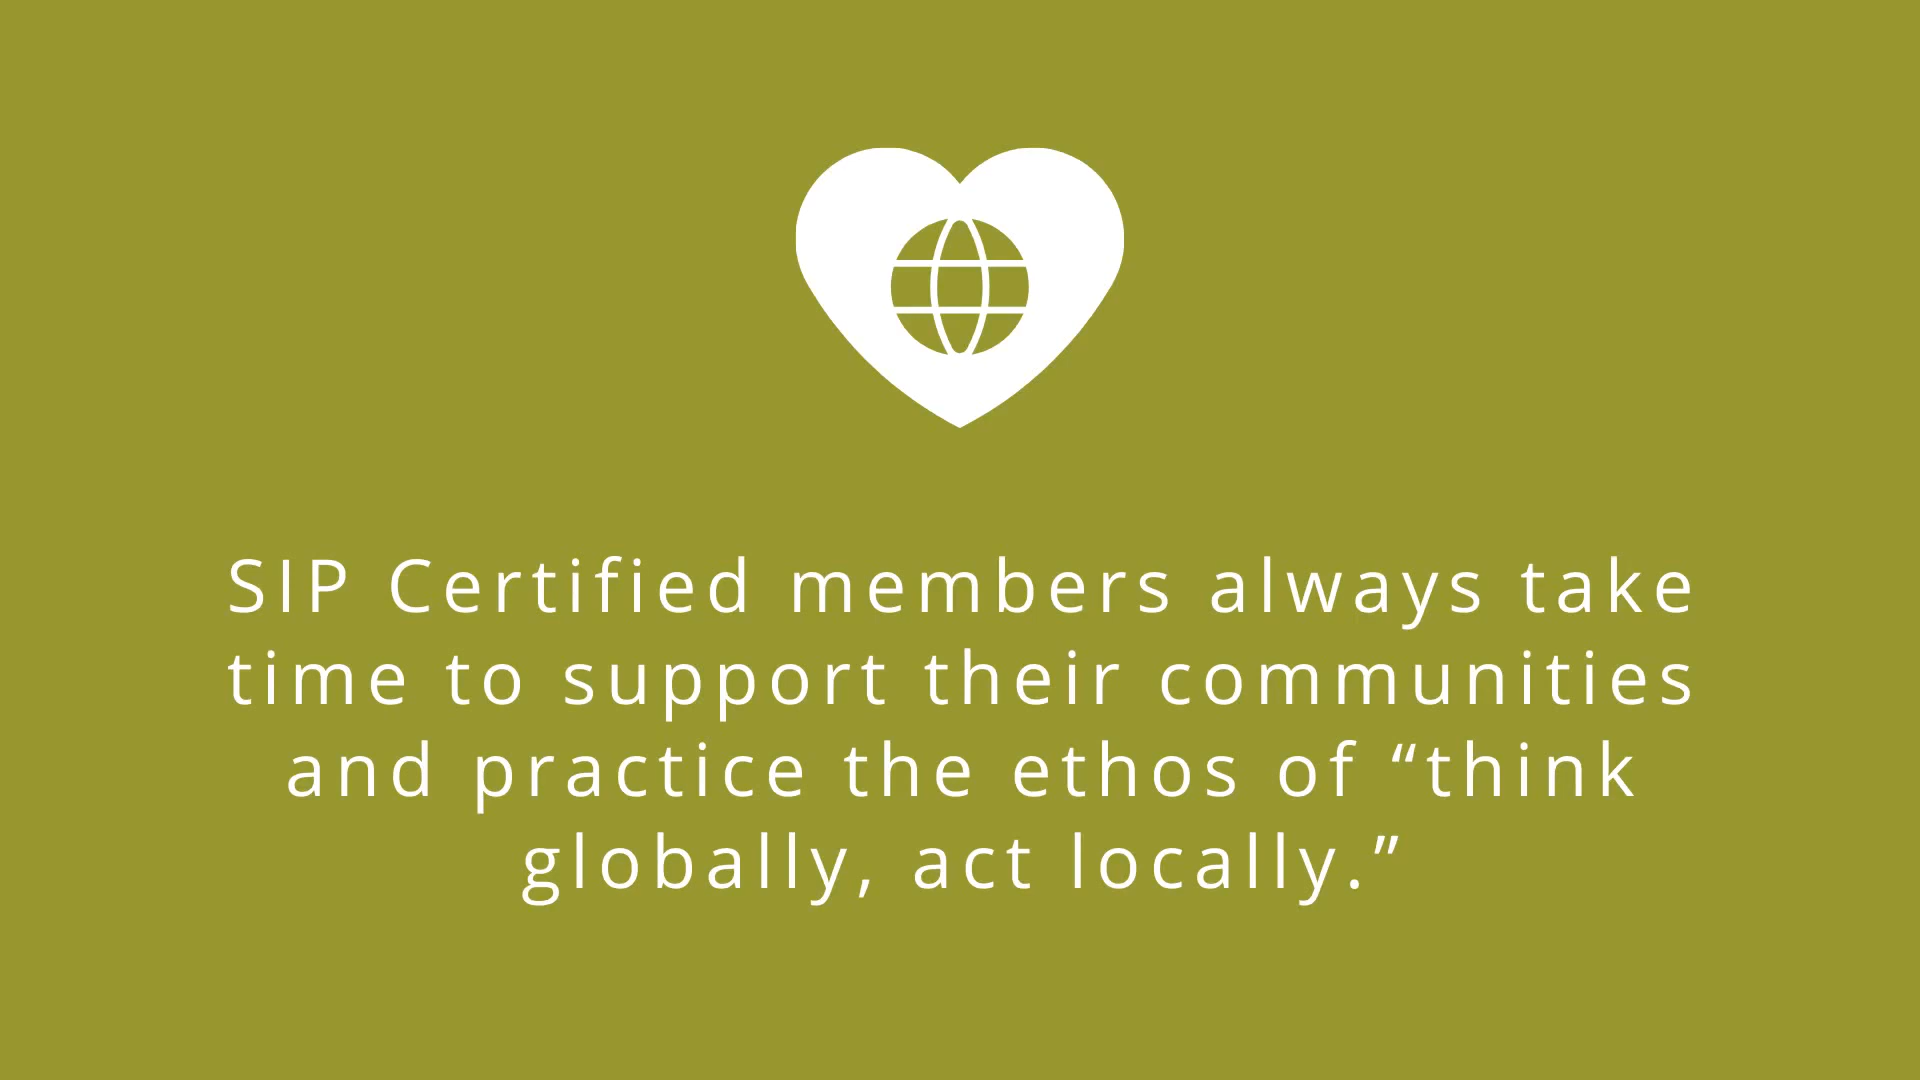 SIP Certified members always take
time to support their communities
and practice the ethos of “think
globally, act locally.”